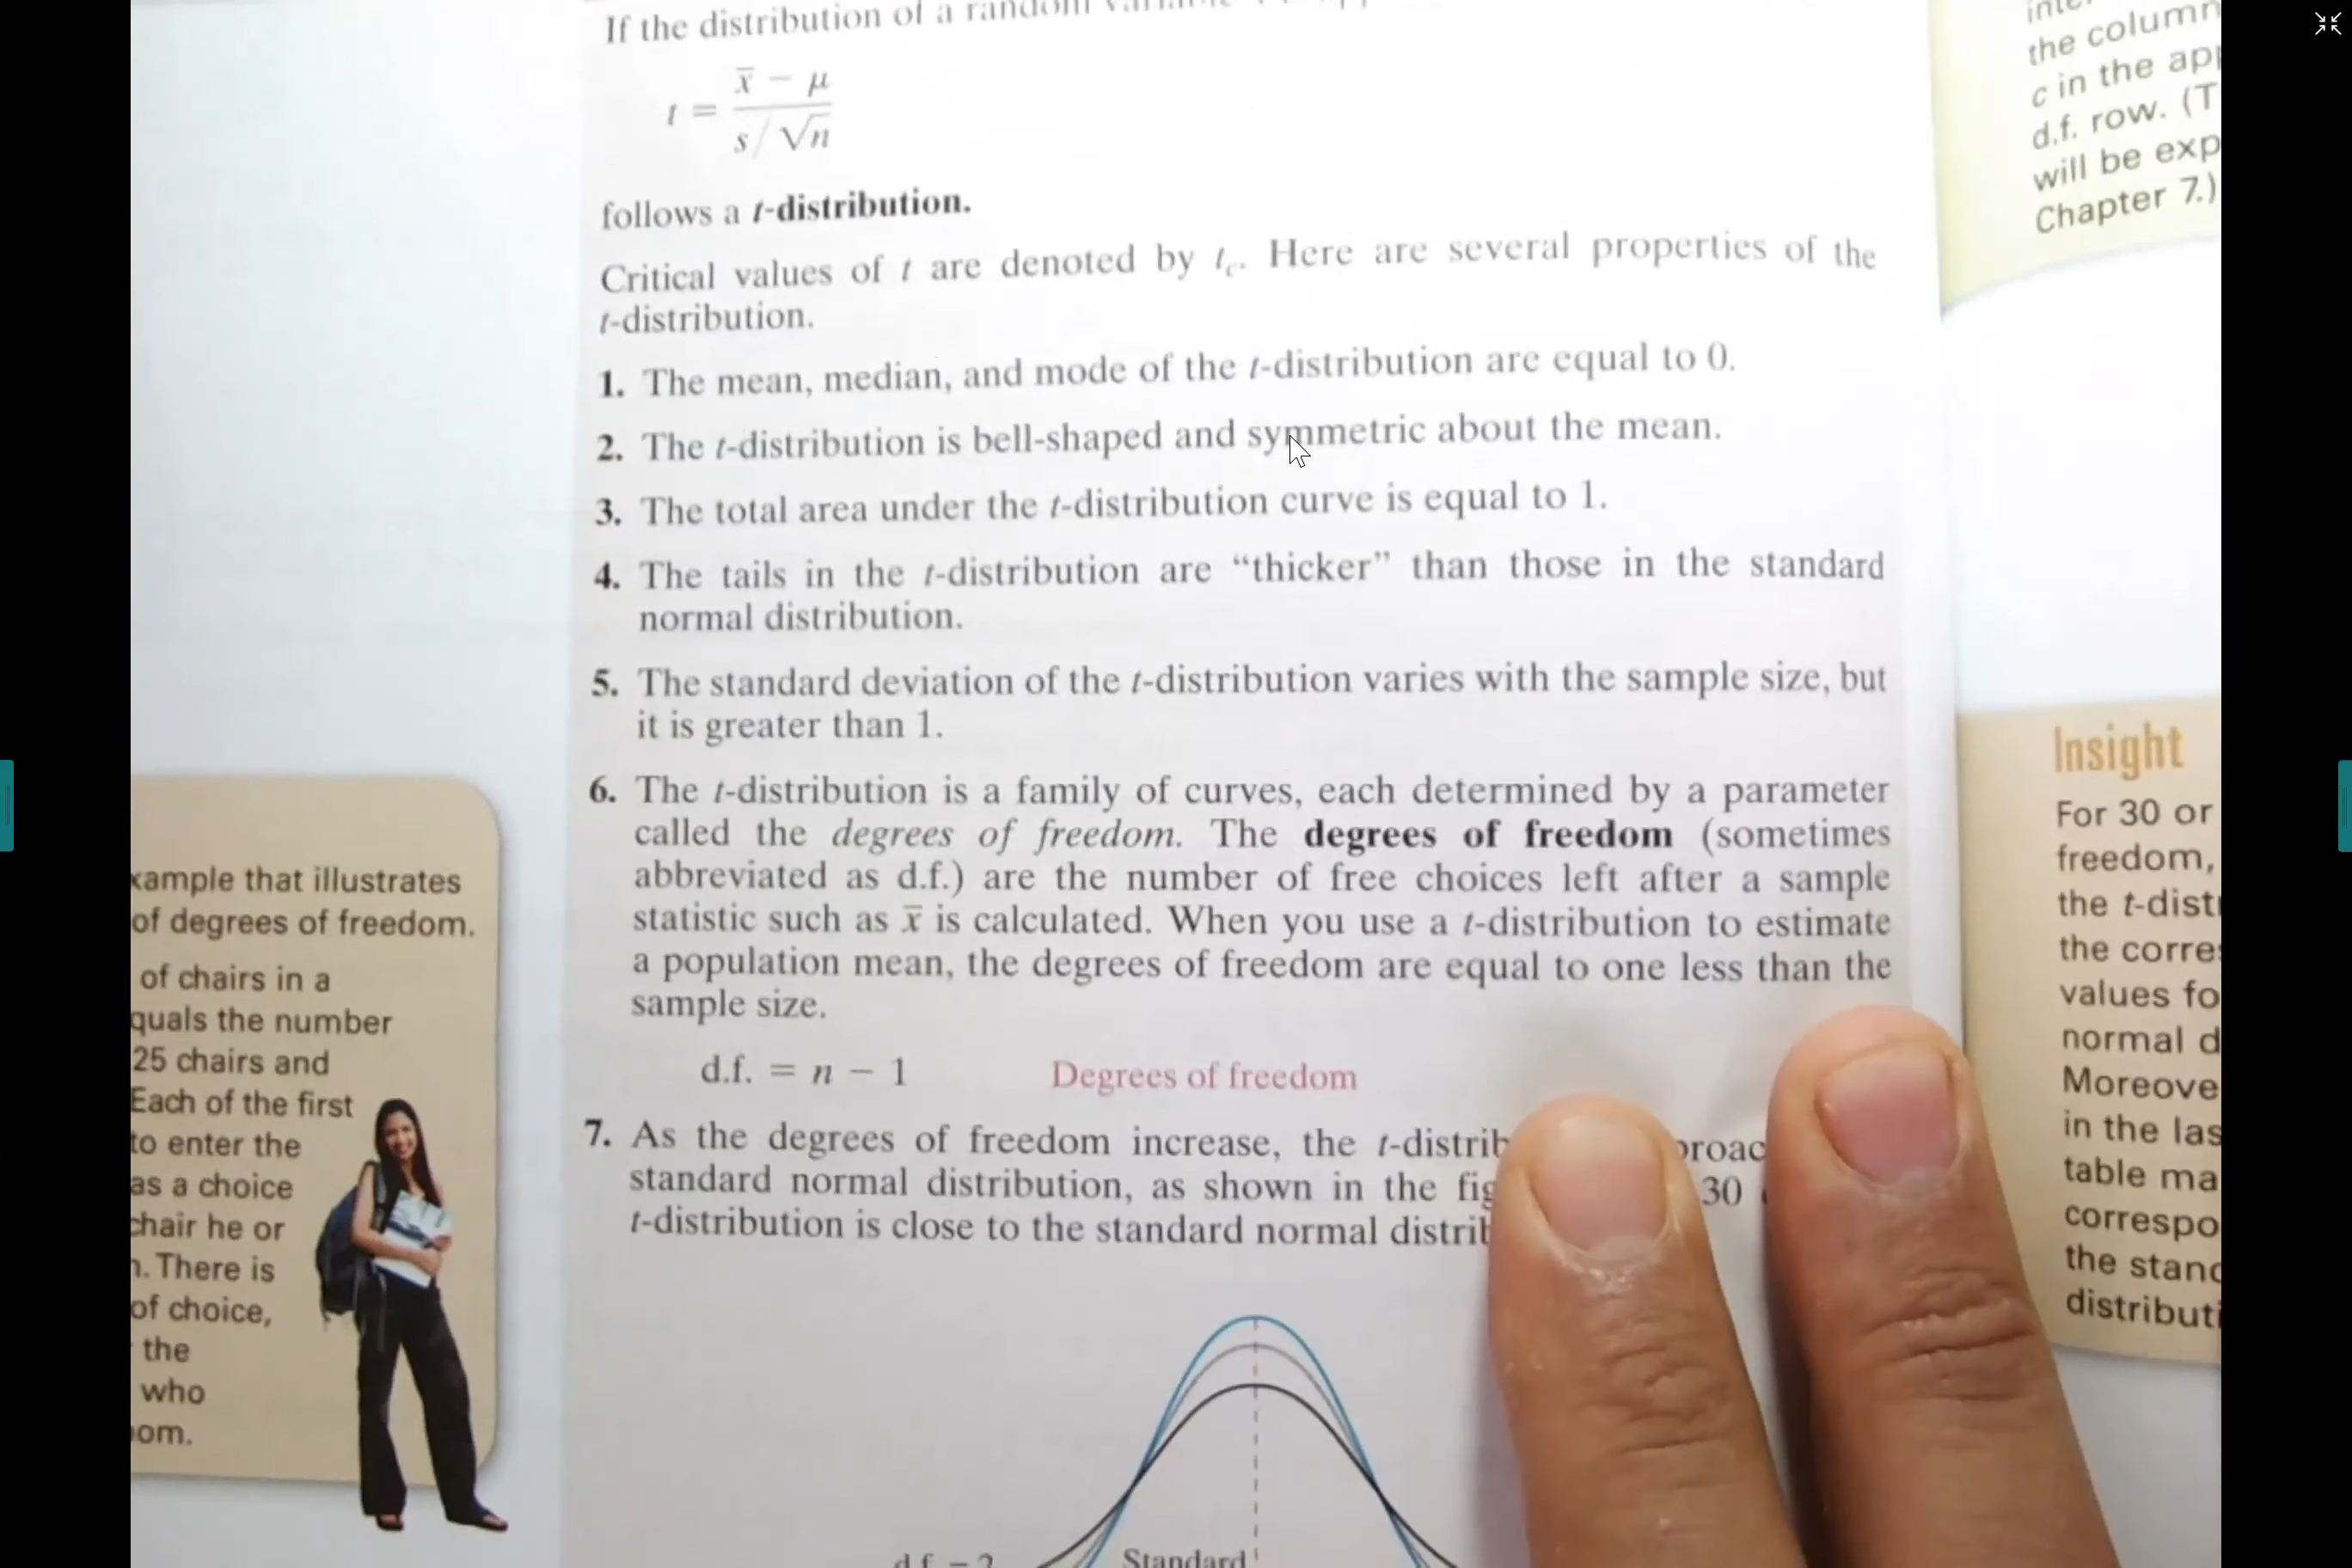 If the distribution of a random
t = x̄ − μ / s/√n
follows a t-distribution.
Critical values of t are denoted by t_c. Here are several properties of the
t-distribution.
1. The mean, median, and mode of the t-distribution are equal to 0.
2. The t-distribution is bell-shaped and symmetric about the mean.
3. The total area under the t-distribution curve is equal to 1.
4. The tails in the t-distribution are “thicker” than those in the standard
normal distribution.
5. The standard deviation of the t-distribution varies with the sample size, but
it is greater than 1.
6. The t-distribution is a family of curves, each determined by a parameter
called the degrees of freedom. The degrees of freedom (sometimes
abbreviated as d.f.) are the number of free choices left after a sample
statistic such as x̄ is calculated. When you use a t-distribution to estimate
a population mean, the degrees of freedom are equal to one less than the
sample size.
d.f. = n − 1 Degrees of freedom
7. As the degrees of freedom increase, the t-distrib
standard normal distribution, as shown in the fig 30
t-distribution is close to the standard normal distrib
Standard
xample that illustrates
of degrees of freedom.
of chairs in a
quals the number
25 chairs and
Each of the first
to enter the
as a choice
chair he or
. There is
of choice,
the
who
om.
the column
c in the app
d.f. row. (T
will be exp
Chapter 7.)
Insight
For 30 or
freedom,
the t-dist
the corres
values fo
normal d
Moreove
in the las
table ma
correspo
the stand
distributi